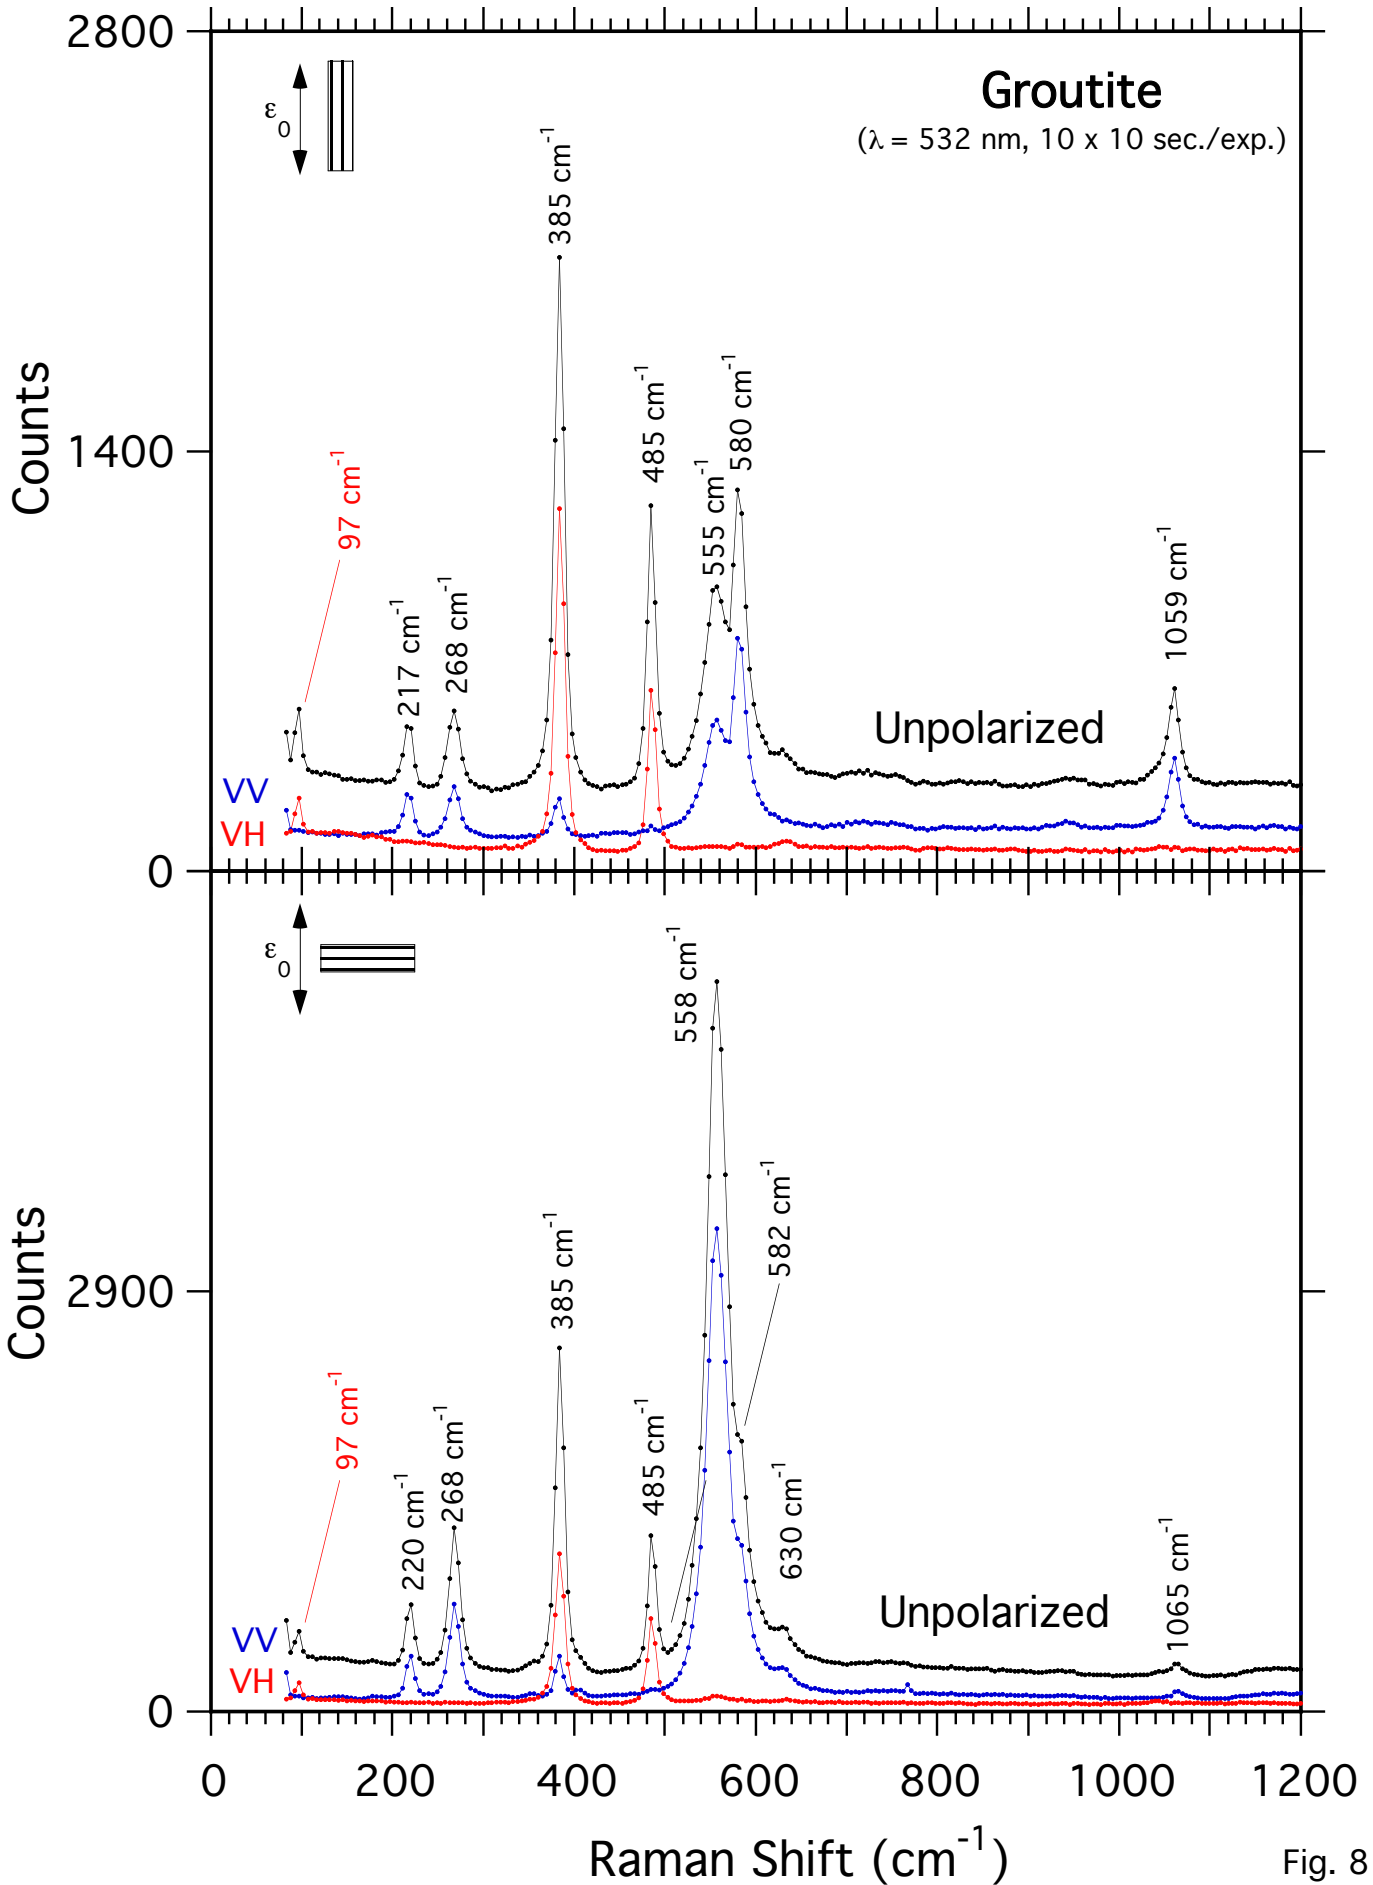 2800
Groutite
(λ = 532 nm, 10 x 10 sec./exp.)
ε0
385 cm-1
580 cm-1
485 cm-1
Counts
1400
97 cm-1
555 cm-1
1059 cm-1
268 cm-1
217 cm-1
Unpolarized
VV
VH
0
ε0
558 cm-1
582 cm-1
385 cm-1
Counts
2900
97 cm-1
485 cm-1
268 cm-1
220 cm-1
630 cm-1
1065 cm-1
Unpolarized
VV
VH
0
0 200 400 600 800 1000 1200
Raman Shift (cm-1)
Fig. 8